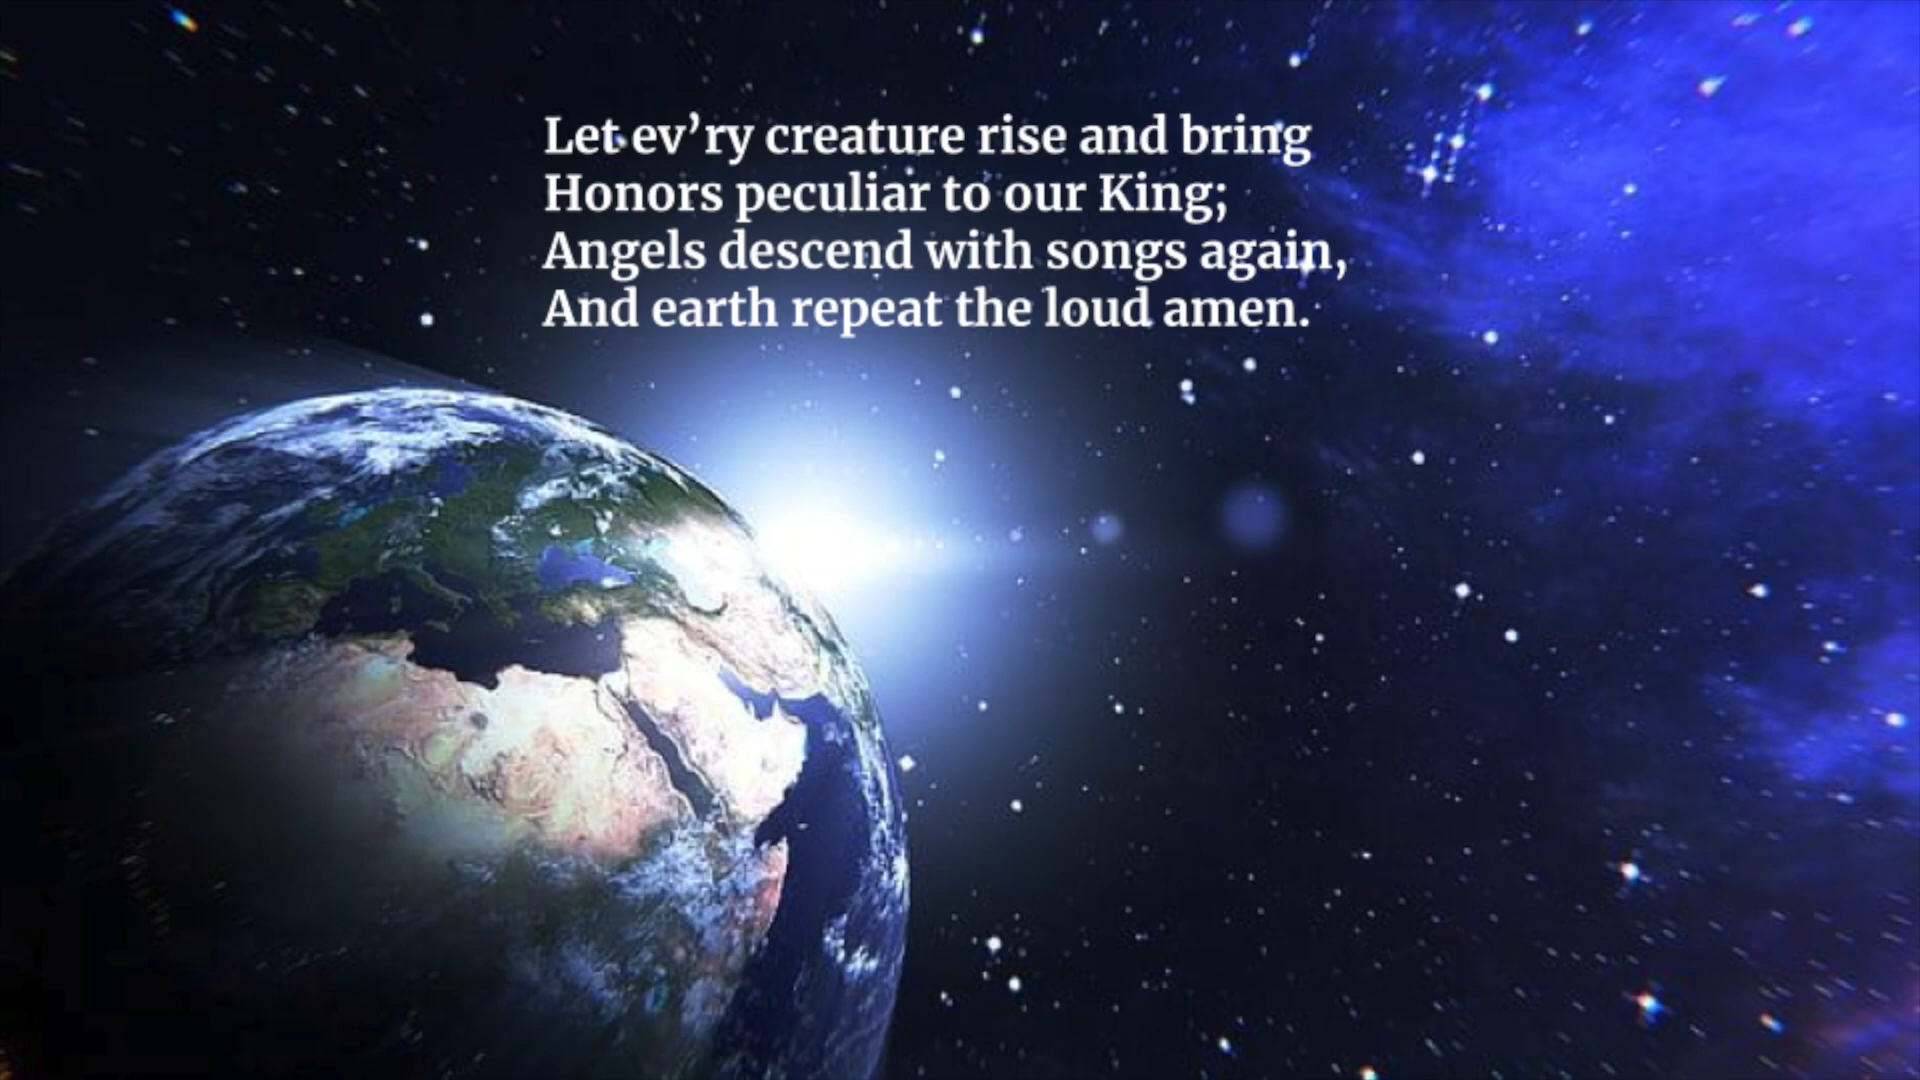 Let ev’ry creature rise and bring
Honors peculiar to our King;
Angels descend with songs again,
And earth repeat the loud amen.